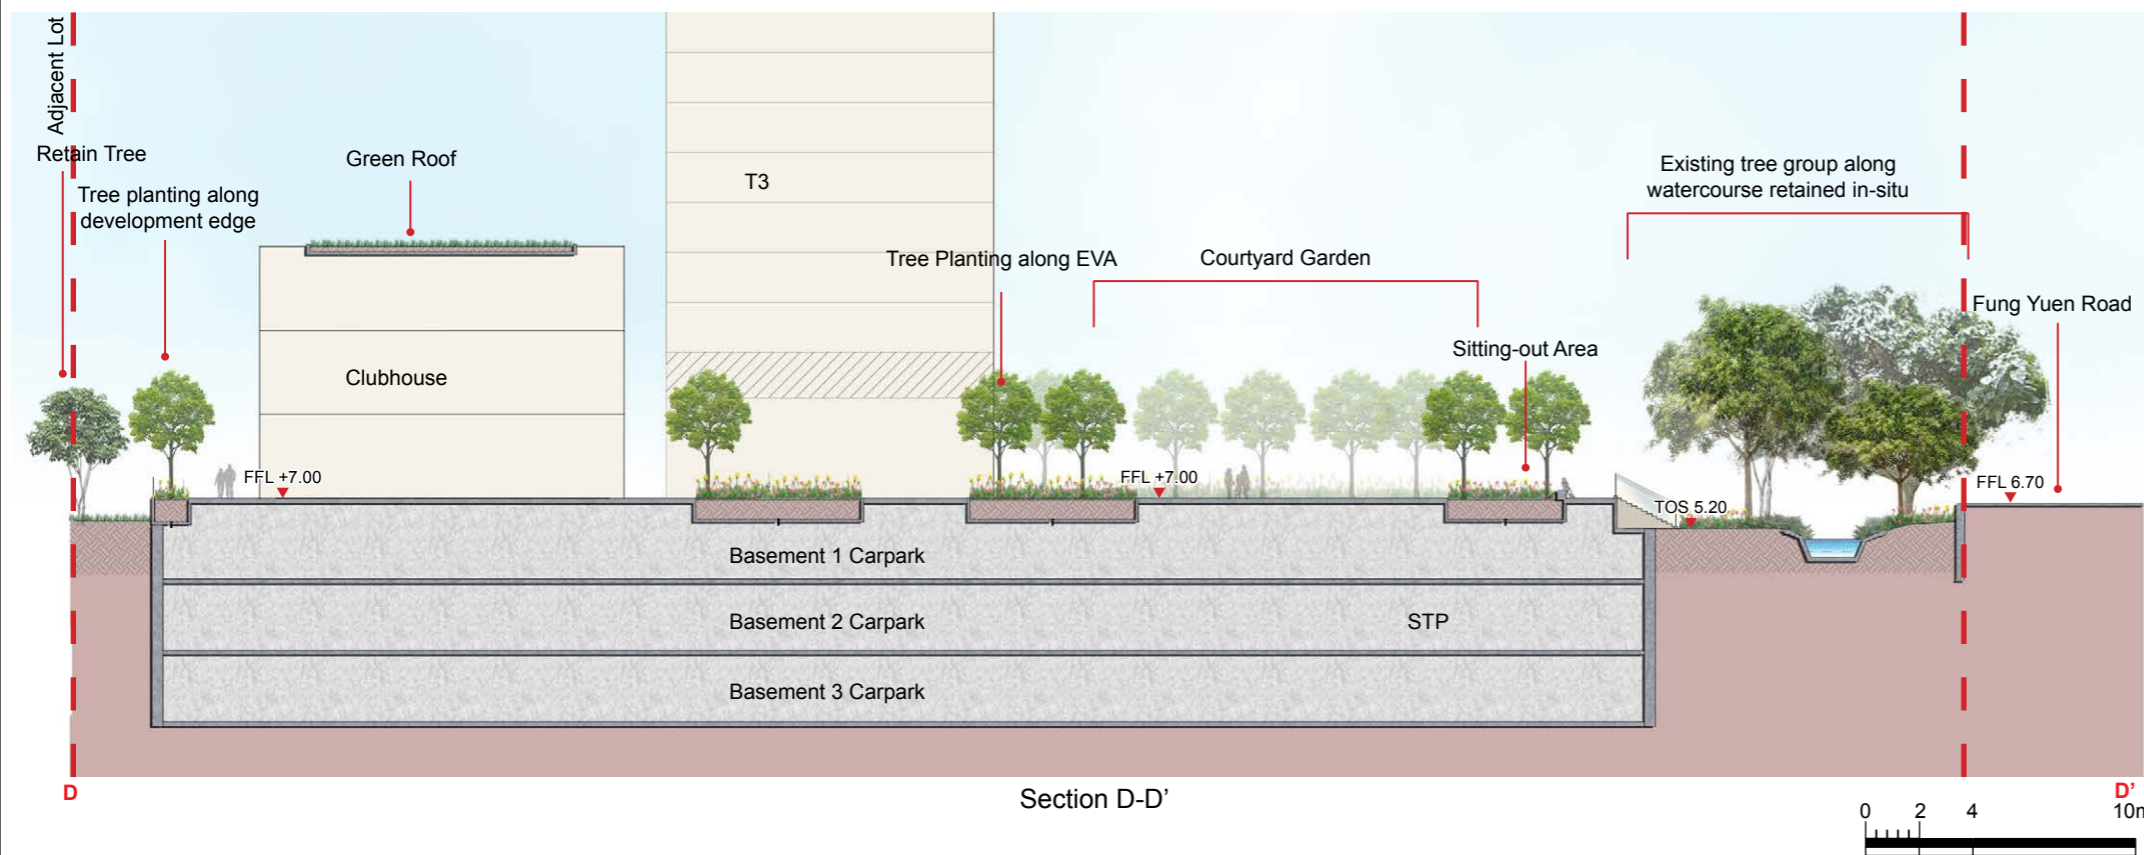 Adjacent Lot
Retain Tree
Tree planting along
development edge
Green Roof
T3
Existing tree group along
watercourse retained in-situ
Tree Planting along EVA
Courtyard Garden
Fung Yuen Road
Sitting-out Area
Clubhouse
FFL +7.00
FFL +7.00
FFL 6.70
TOS 5.20
Basement 1 Carpark
Basement 2 Carpark
STP
Basement 3 Carpark
D
Section D-D’
D’
0 2 4 10m